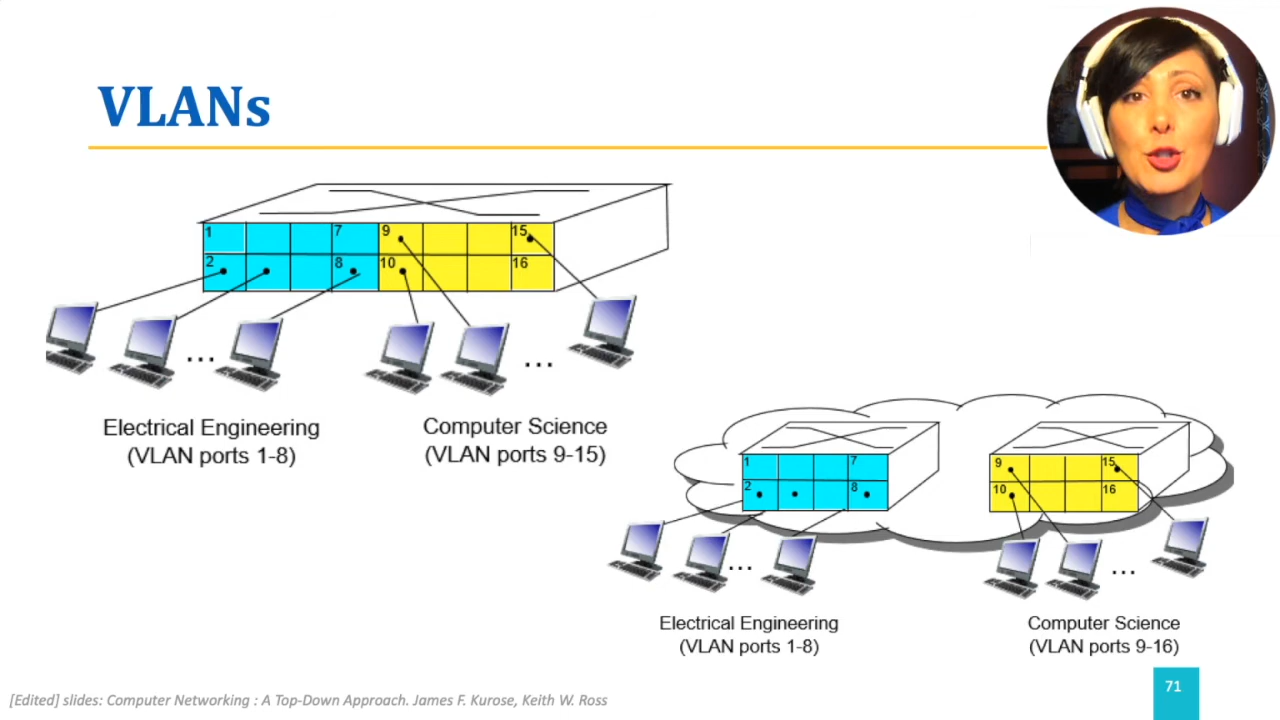 VLANs
1 7 9 15
2 8 10 16
... ...
Electrical Engineering
(VLAN ports 1-8)
Computer Science
(VLAN ports 9-15)
1 7
2 8
9 15
10 16
... ...
Electrical Engineering
(VLAN ports 1-8)
Computer Science
(VLAN ports 9-16)
[Edited] slides: Computer Networking : A Top-Down Approach. James F. Kurose, Keith W. Ross
71